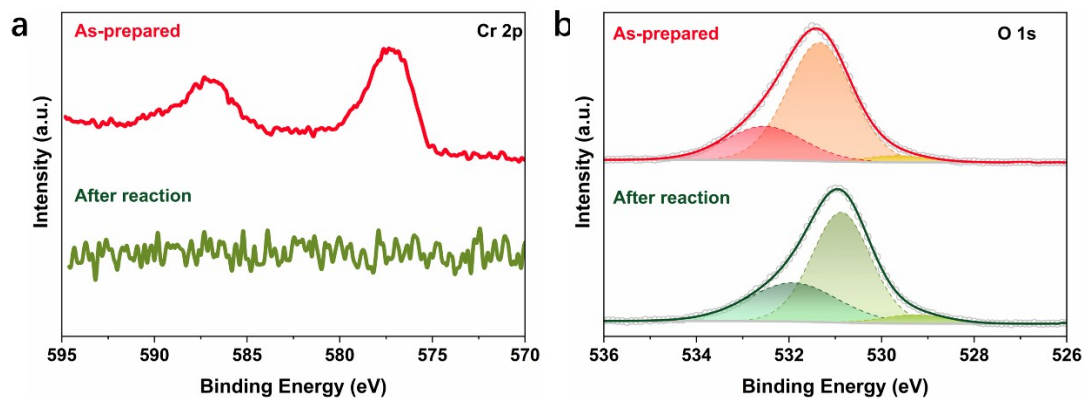 a
As-prepared
Cr 2p
After reaction
Intensity (a.u.)
595 590 585 580 575 570
Binding Energy (eV)
b
As-prepared
O 1s
After reaction
Intensity (a.u.)
536 534 532 530 528 526
Binding Energy (eV)